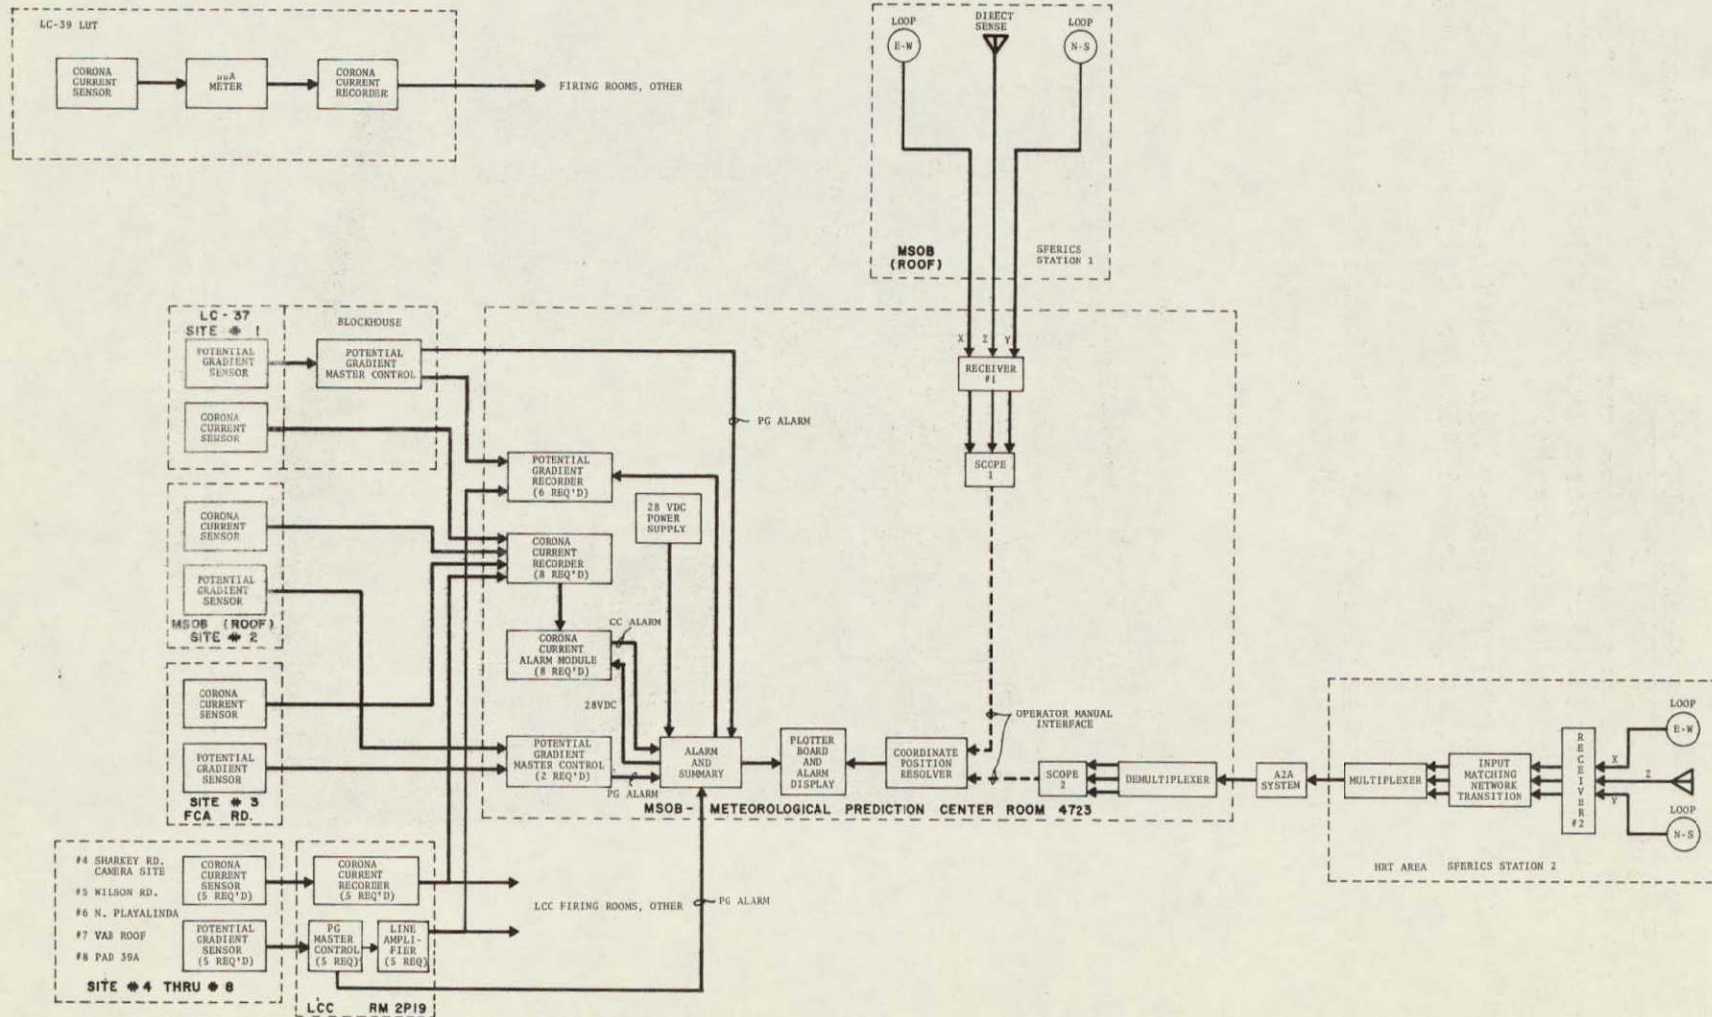 LC-39 LUT
CORONA
CURRENT
SENSOR
μμA
METER
CORONA
CURRENT
RECORDER
FIRING ROOMS, OTHER
LOOP
E-W
DIRECT
SENSE
LOOP
N-S
MSOB
(ROOF)
SFERICS
STATION 1
LC-37
SITE # 1
POTENTIAL
GRADIENT
SENSOR
CORONA
CURRENT
SENSOR
BLOCKHOUSE
POTENTIAL
GRADIENT
MASTER CONTROL
CORONA
CURRENT
SENSOR
POTENTIAL
GRADIENT
SENSOR
MSOB (ROOF)
SITE # 2
CORONA
CURRENT
SENSOR
POTENTIAL
GRADIENT
SENSOR
SITE # 3
FCA RD.
#4 SHARKEY RD.
CAMERA SITE
#5 WILSON RD.
#6 N. PLAYALINDA
#7 VAB ROOF
#8 PAD 39A
CORONA
CURRENT
SENSOR
(5 REQ'D)
POTENTIAL
GRADIENT
SENSOR
(5 REQ'D)
SITE #4 THRU #8
CORONA
CURRENT
RECORDER
(5 REQ'D)
PG
MASTER
CONTROL
(5 REQ)
LINE
AMPLI-
FIER
(5 REQ)
LCC RM 2P19
LCC FIRING ROOMS, OTHER
PG ALARM
POTENTIAL
GRADIENT
RECORDER
(6 REQ'D)
28 VDC
POWER
SUPPLY
PG ALARM
CORONA
CURRENT
RECORDER
(8 REQ'D)
CC ALARM
CORONA
CURRENT
ALARM MODULE
(8 REQ'D)
28VDC
POTENTIAL
GRADIENT
MASTER CONTROL
(2 REQ'D)
PG ALARM
ALARM
AND
SUMMARY
PLOTTER
BOARD
AND
ALARM
DISPLAY
COORDINATE
POSITION
RESOLVER
X Z Y
RECEIVER
#1
SCOPE
1
OPERATOR MANUAL
INTERFACE
SCOPE
2
DEMULTIPLEXER
MSOB - METEOROLOGICAL PREDICTION CENTER ROOM 4723
A2A
SYSTEM
MULTIPLEXER
INPUT
MATCHING
NETWORK
TRANSITION
RECEIVER
#2
X
Z
Y
LOOP
E-W
LOOP
N-S
HRT AREA SFERICS STATION 2